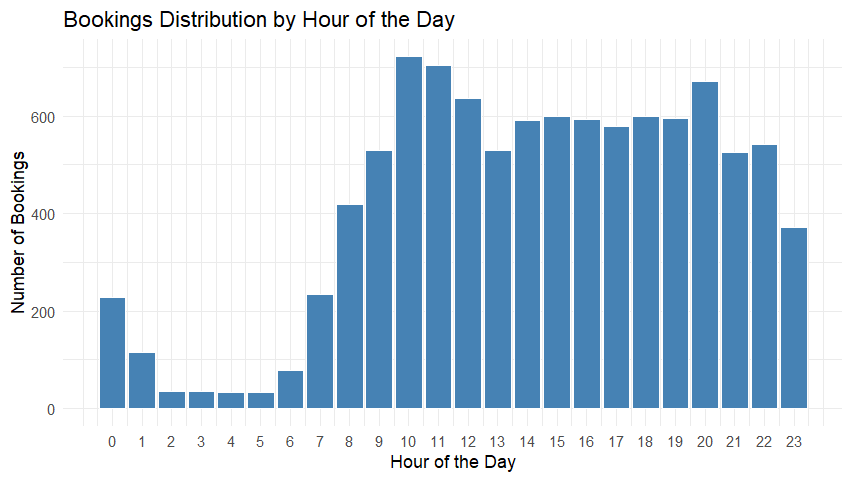 Bookings Distribution by Hour of the Day
Number of Bookings
600
400
200
0
0 1 2 3 4 5 6 7 8 9 10 11 12 13 14 15 16 17 18 19 20 21 22 23
Hour of the Day